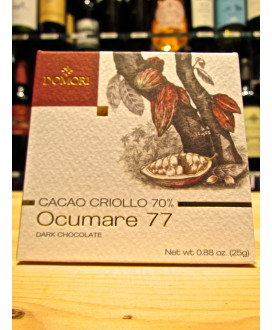 DOMORI
CACAO CRIOLLO 70%
Ocumare 77
DARK CHOCOLATE
Net wt. 0.88 oz. (25g)